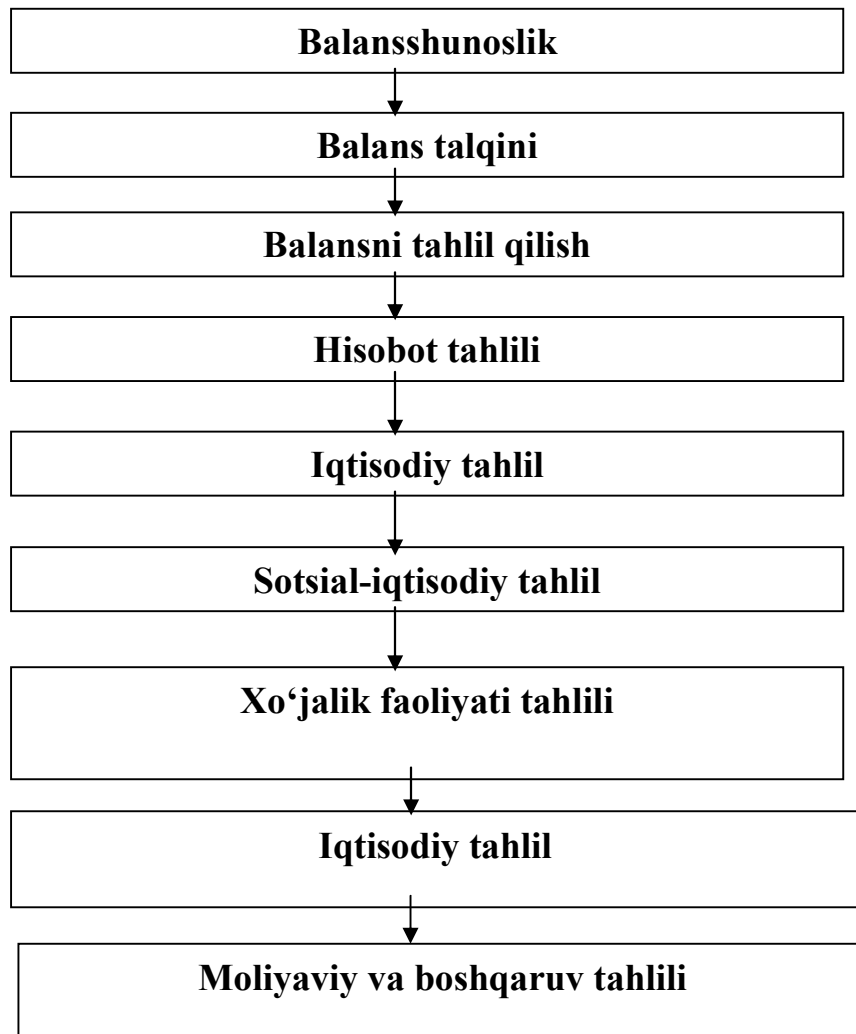 Balansshunoslik
Balans talqini
Balansni tahlil qilish
Hisobot tahlili
Iqtisodiy tahlil
Sotsial-iqtisodiy tahlil
Xo‘jalik faoliyati tahlili
Iqtisodiy tahlil
Moliyaviy va boshqaruv tahlili